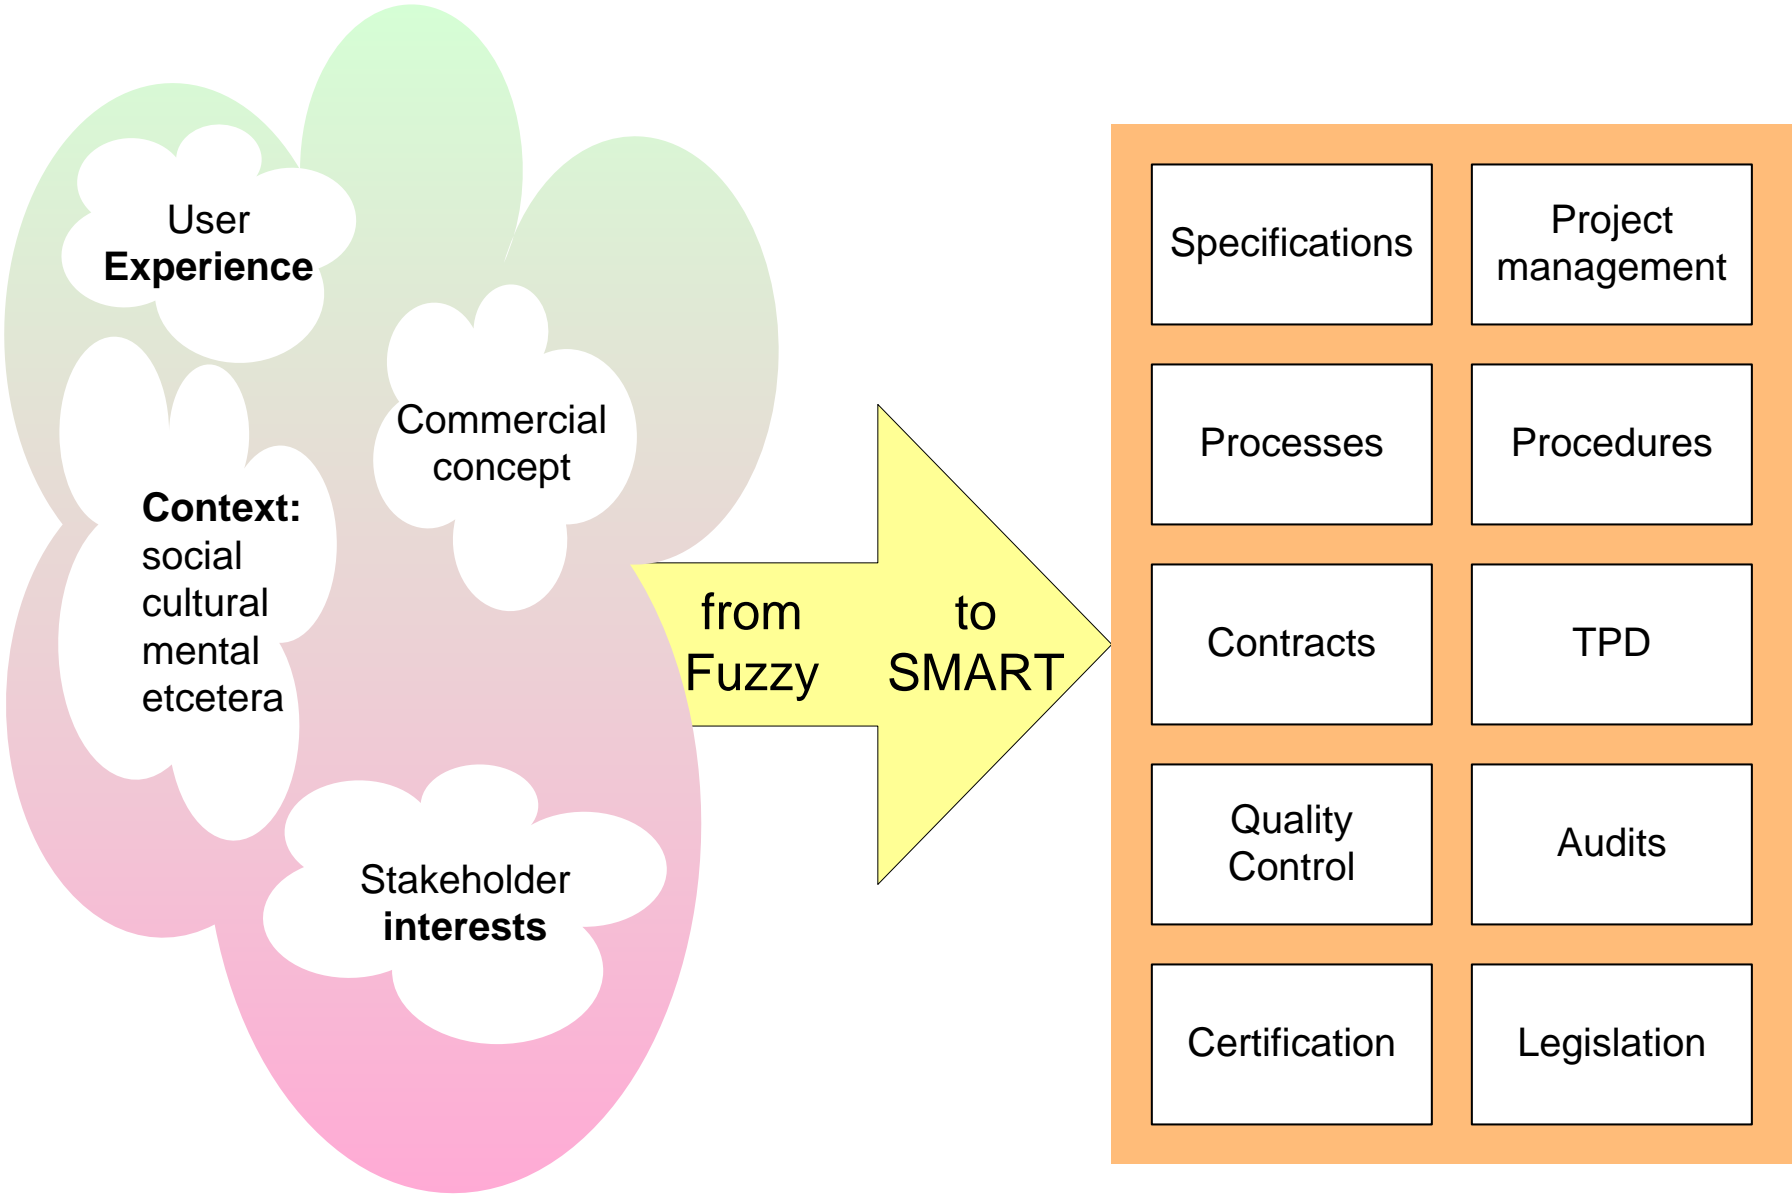 User
Experience
Commercial
concept
Context:
social
cultural
mental
etcetera
Stakeholder
interests
from
Fuzzy
to
SMART
Specifications
Project
management
Processes
Procedures
Contracts
TPD
Quality
Control
Audits
Certification
Legislation